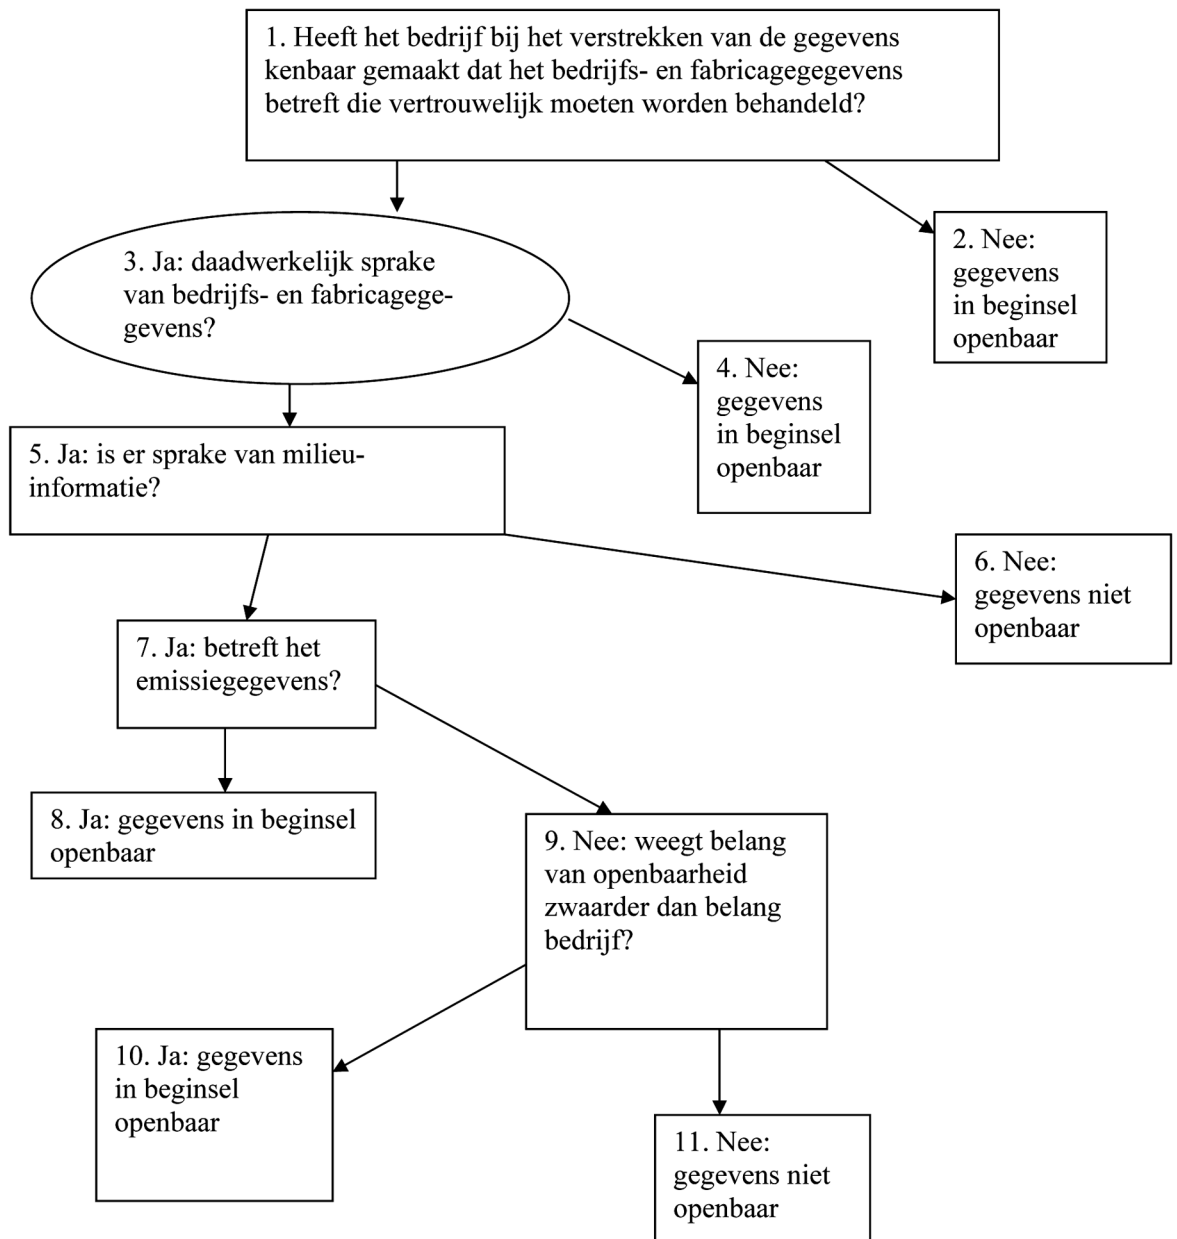 1. Heeft het bedrijf bij het verstrekken van de gegevens
kenbaar gemaakt dat het bedrijfs- en fabricagegegevens
betreft die vertrouwelijk moeten worden behandeld?
2. Nee:
gegevens
in beginsel
openbaar
3. Ja: daadwerkelijk sprake
van bedrijfs- en fabricagege-
gevens?
4. Nee:
gegevens
in beginsel
openbaar
5. Ja: is er sprake van milieu-
informatie?
6. Nee:
gegevens niet
openbaar
7. Ja: betreft het
emissiegegevens?
8. Ja: gegevens in beginsel
openbaar
9. Nee: weegt belang
van openbaarheid
zwaarder dan belang
bedrijf?
10. Ja: gegevens
in beginsel
openbaar
11. Nee:
gegevens niet
openbaar